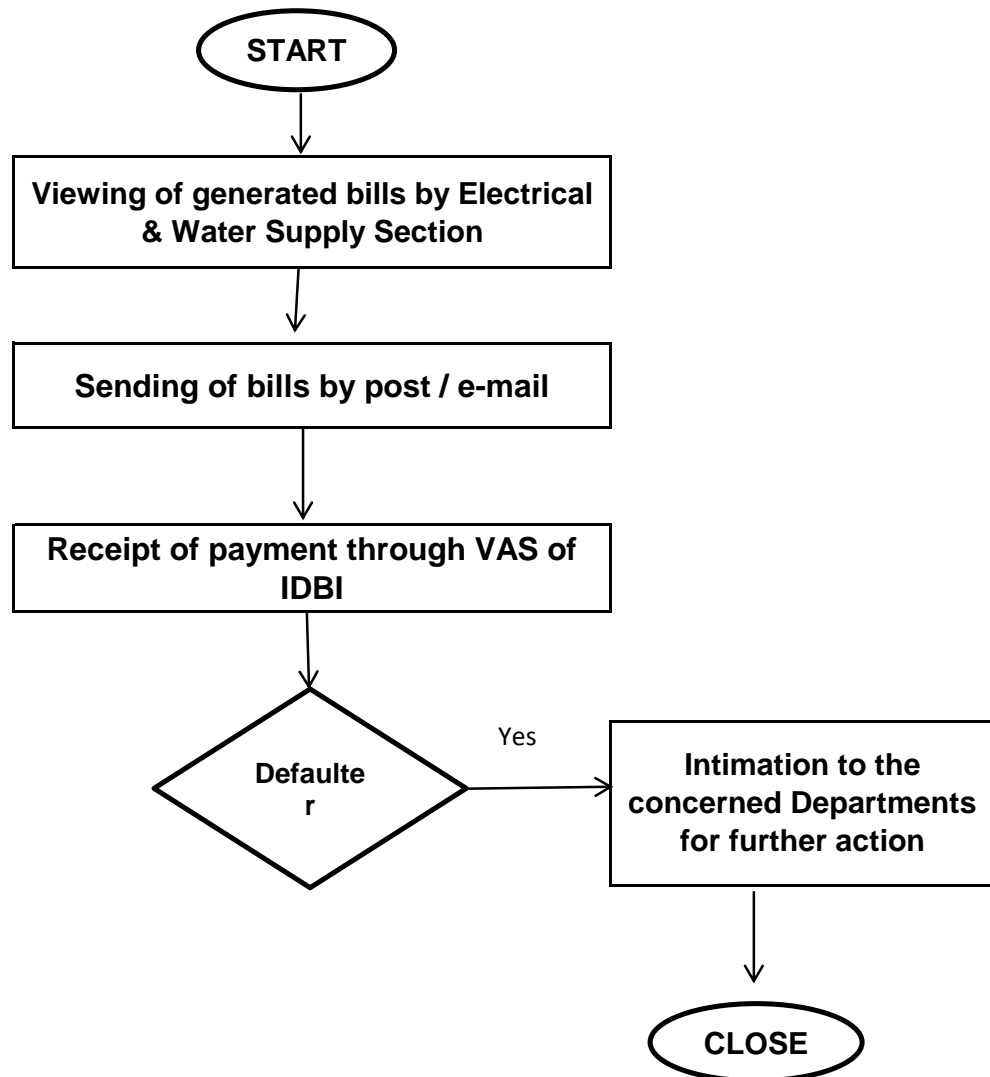 START
Viewing of generated bills by Electrical
& Water Supply Section
Sending of bills by post / e-mail
Receipt of payment through VAS of
IDBI
Defaulte
r
Yes
Intimation to the
concerned Departments
for further action
CLOSE